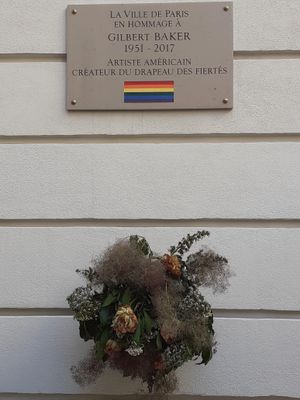 LA VILLE DE PARIS
EN HOMMAGE À
GILBERT BAKER
1951 - 2017
ARTISTE AMÉRICAIN
CRÉATEUR DU DRAPEAU DES FIERTÉS